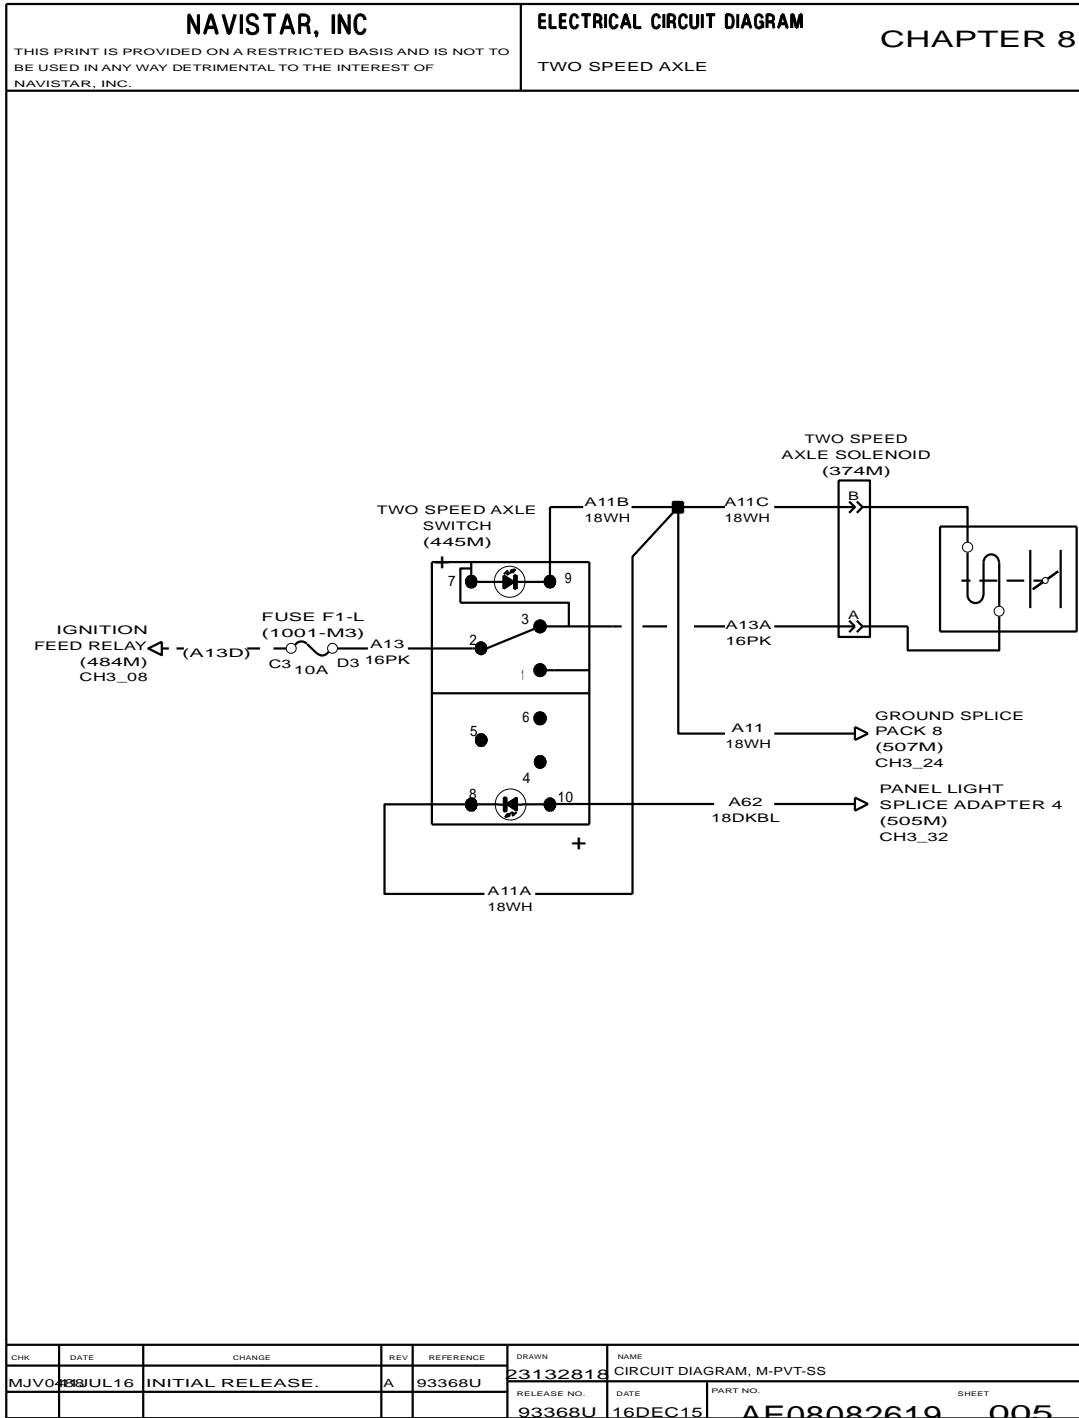 NAVISTAR, INC
THIS PRINT IS PROVIDED ON A RESTRICTED BASIS AND IS NOT TO
BE USED IN ANY WAY DETRIMENTAL TO THE INTEREST OF
NAVISTAR, INC.
ELECTRICAL CIRCUIT DIAGRAM
TWO SPEED AXLE
CHAPTER 8
TWO SPEED
AXLE SOLENOID
(374M)
B
A
A11B
18WH
A11C
18WH
TWO SPEED AXLE
SWITCH
(445M)
+
7
9
3
2
1
6
5
4
8
10
+
IGNITION
FEED RELAY
(484M)
CH3_08
(A13D)
FUSE F1-L
(1001-M3)
C3
10A
D3
A13
16PK
A13A
16PK
A11
18WH
GROUND SPLICE
PACK 8
(507M)
CH3_24
A62
18DKBL
PANEL LIGHT
SPLICE ADAPTER 4
(505M)
CH3_32
A11A
18WH
CHK
DATE
CHANGE
REV
REFERENCE
DRAWN
NAME
JUL16
INITIAL RELEASE.
A
93368U
23132818
CIRCUIT DIAGRAM, M-PVT-SS
RELEASE NO.
DATE
PART NO.
SHEET
93368U
16DEC15
AE08082619
005